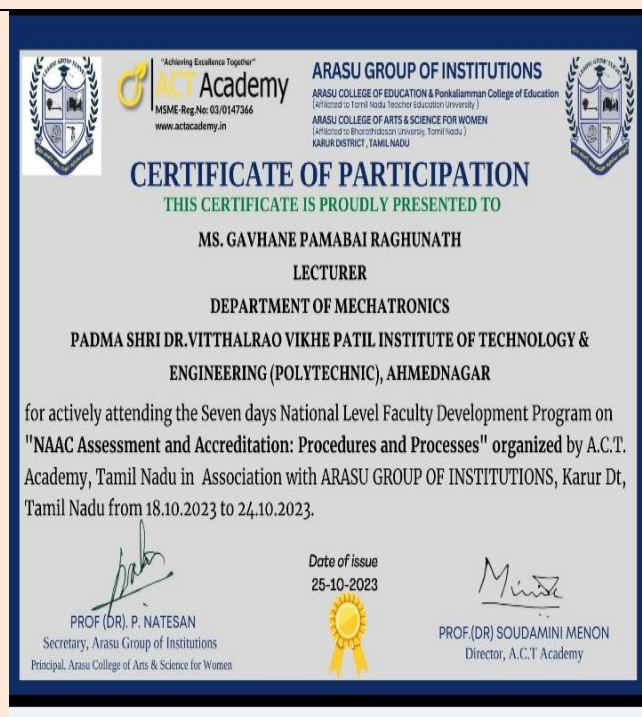 "Achieving Excellence Together"
ACT Academy
MSME-Reg.No: 03/0147366
www.actacademy.in
ARASU GROUP OF INSTITUTIONS
ARASU COLLEGE OF EDUCATION & Ponkaliamman College of Education
(Affiliated to Tamil Nadu Teacher Education University )
ARASU COLLEGE OF ARTS & SCIENCE FOR WOMEN
(Affiliated to Bharathidasan University, Tamil Nadu )
KARUR DISTRICT , TAMIL NADU
CERTIFICATE OF PARTICIPATION
THIS CERTIFICATE IS PROUDLY PRESENTED TO
MS. GAVHANE PAMABAI RAGHUNATH
LECTURER
DEPARTMENT OF MECHATRONICS
PADMA SHRI DR.VITTHALRAO VIKHE PATIL INSTITUTE OF TECHNOLOGY &
ENGINEERING (POLYTECHNIC), AHMEDNAGAR
for actively attending the Seven days National Level Faculty Development Program on
"NAAC Assessment and Accreditation: Procedures and Processes" organized by A.C.T.
Academy, Tamil Nadu in Association with ARASU GROUP OF INSTITUTIONS, Karur Dt,
Tamil Nadu from 18.10.2023 to 24.10.2023.
Date of issue
25-10-2023
PROF (DR). P. NATESAN
Secretary, Arasu Group of Institutions
Principal, Arasu College of Arts & Science for Women
PROF.(DR) SOUDAMINI MENON
Director, A.C.T Academy